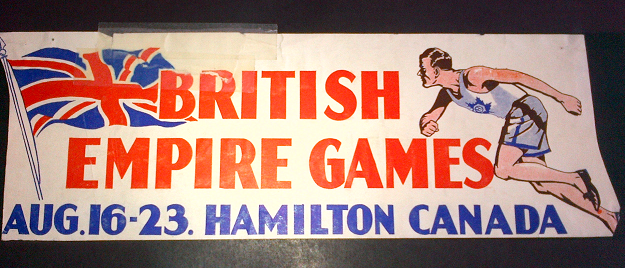 BRITISH
EMPIRE GAMES
AUG. 16-23. HAMILTON CANADA